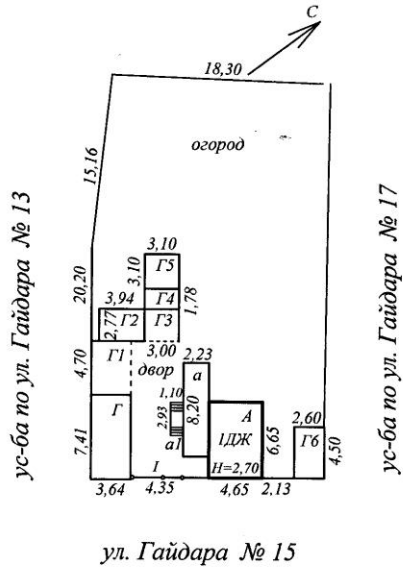 С
18,30
огород
15,16
ус-ба по ул. Гайдара № 13
ус-ба по ул. Гайдара № 17
3,10
3,10
Г5
20,20
3,94
Г4
1,78
2,77
Г2
Г3
Г1
3,00
2,23
4,70
двор
а
1,10
8,20
А
2,93
1ДЖ
6,65
2,60
Г
а1
Г6
4,50
7,41
I
Н=2,70
3,64
4,35
4,65
2,13
ул. Гайдара № 15